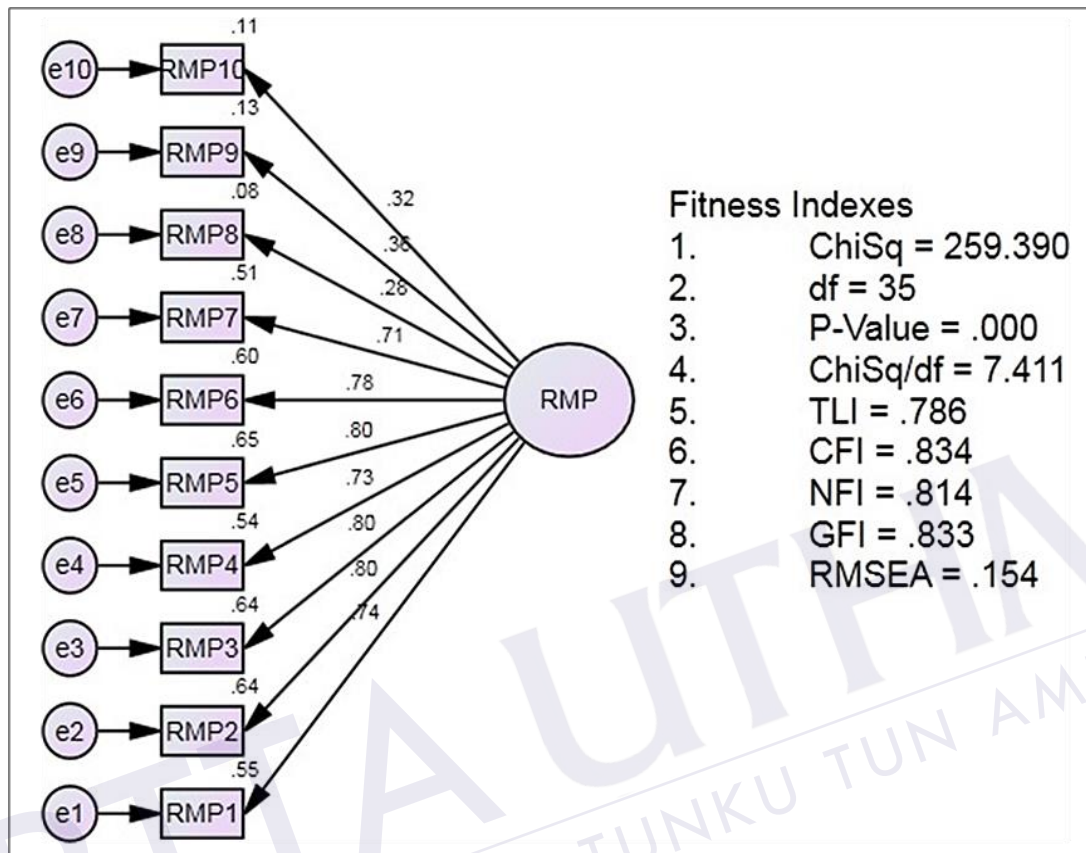 .11
e10 RMP10
.13
e9 RMP9
.08
e8 RMP8
.51
e7 RMP7
.60
e6 RMP6
.65
e5 RMP5
.54
e4 RMP4
.64
e3 RMP3
.64
e2 RMP2
.55
e1 RMP1
.32
.36
.28
.71
.78
.80
.73
.80
.80
.74
RMP
Fitness Indexes
1. ChiSq = 259.390
2. df = 35
3. P-Value = .000
4. ChiSq/df = 7.411
5. TLI = .786
6. CFI = .834
7. NFI = .814
8. GFI = .833
9. RMSEA = .154
UTHM
TUNKU TUN AM